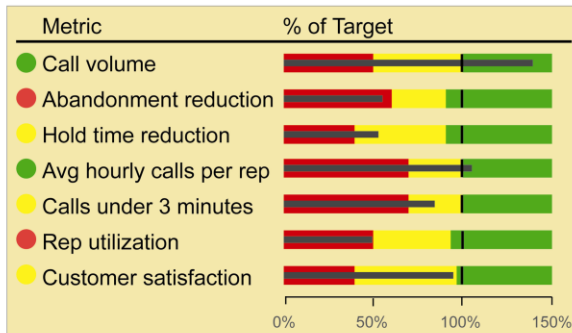 Metric % of Target
Call volume
Abandonment reduction
Hold time reduction
Avg hourly calls per rep
Calls under 3 minutes
Rep utilization
Customer satisfaction
0% 50% 100% 150%